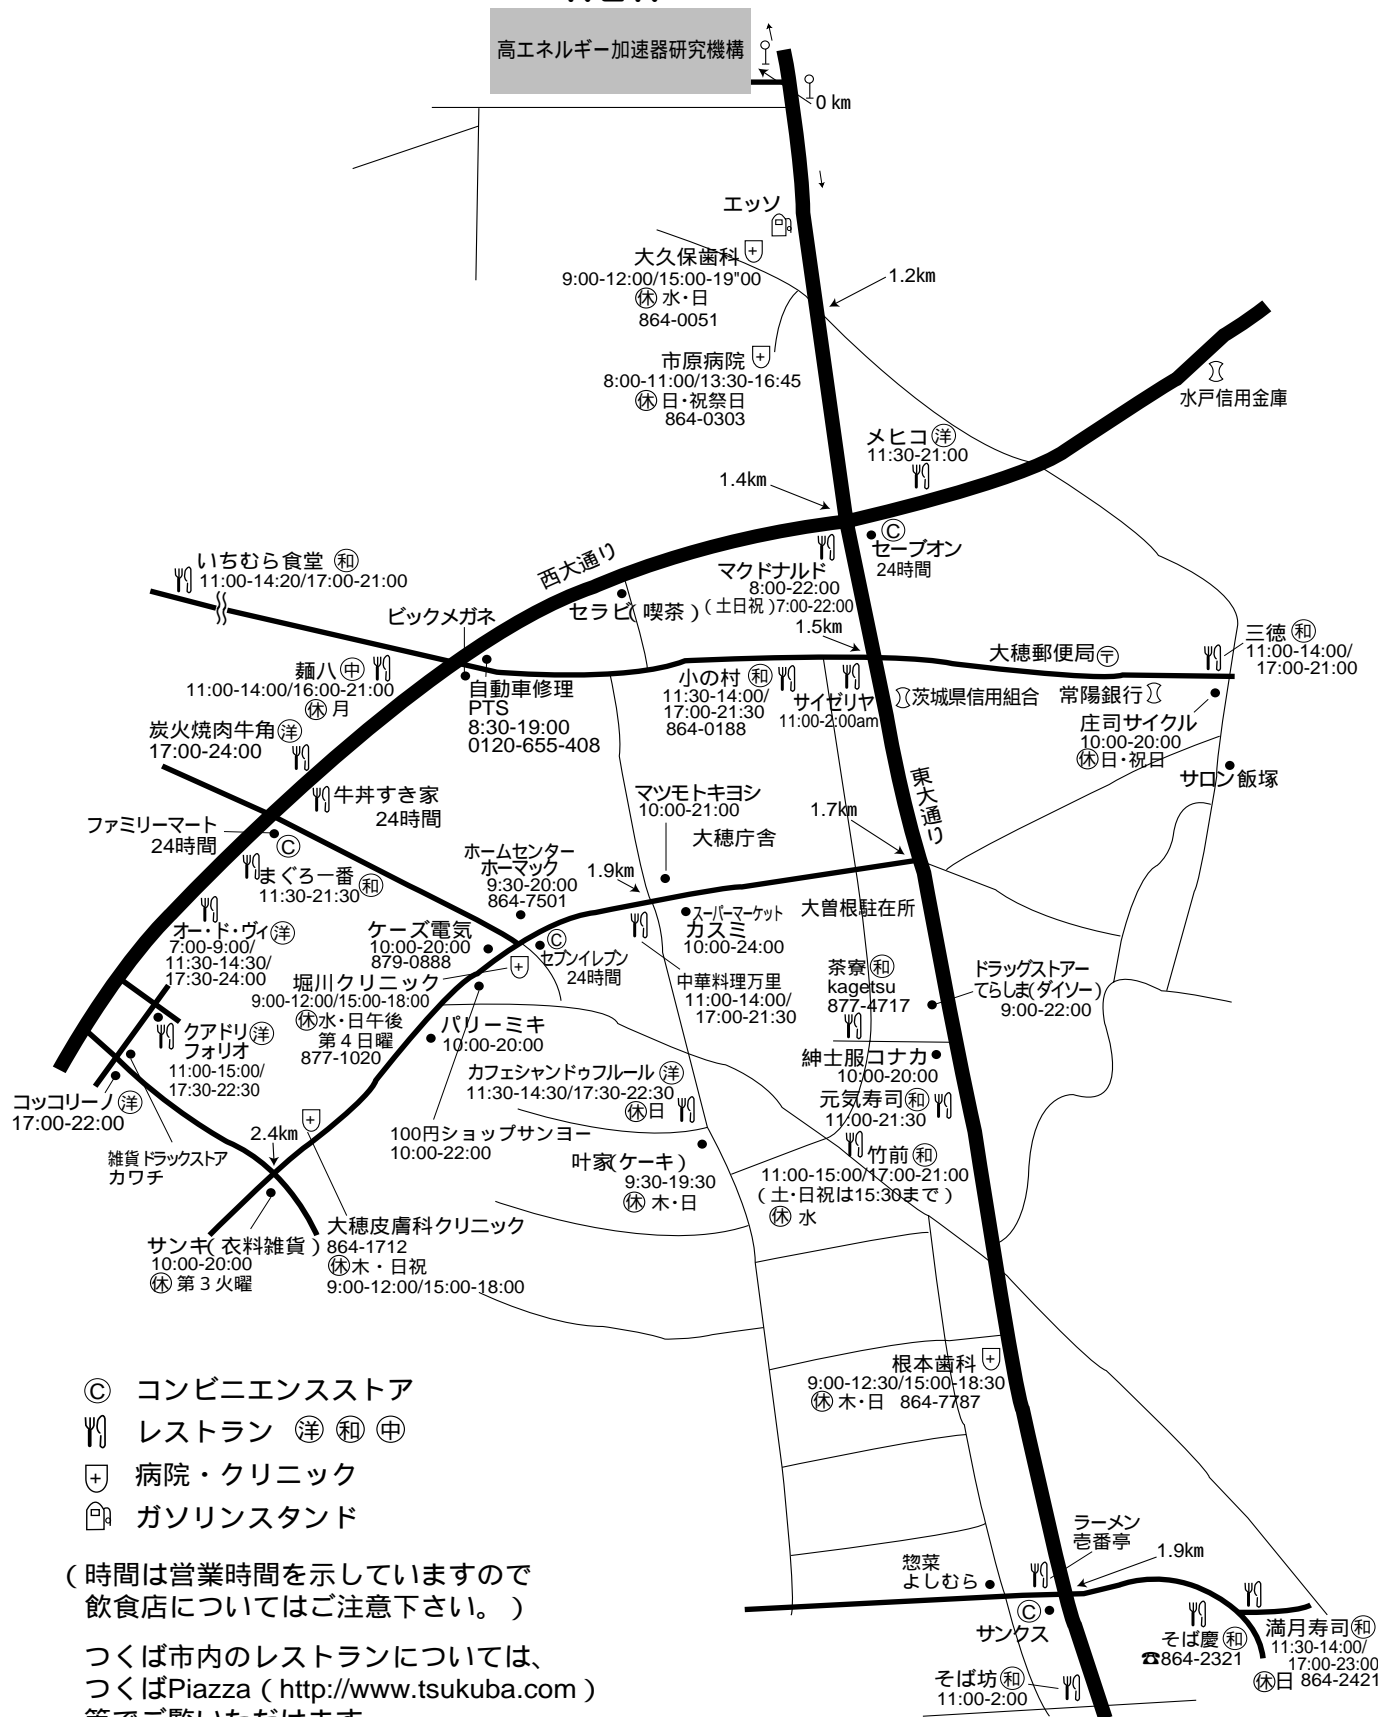 高エネルギー加速器研究機構
0 km
エッソ
大久保歯科
9:00-12:00/15:00-19"00
休 水・日
864-0051
1.2km
市原病院
8:00-11:00/13:30-16:45
休 日・祝祭日
864-0303
水戸信用金庫
メヒコ 洋
11:30-21:00
1.4km
C
セーブオン
24時間
いちむら食堂 和
11:00-14:20/17:00-21:00
西大通り
マクドナルド
8:00-22:00
(土日祝)7:00-22:00
セラビ(喫茶)
ビックメガネ
1.5km
三徳 和
11:00-14:00/
17:00-21:00
大穂郵便局 〒
麺八 中
11:00-14:00/16:00-21:00
休 月
自動車修理
PTS
8:30-19:00
0120-655-408
小の村 和
11:30-14:00/
17:00-21:30
864-0188
サイゼリヤ
11:00-2:00am
茨城県信用組合
常陽銀行
庄司サイクル
10:00-20:00
休 日・祝日
サロン飯塚
炭火焼肉牛角 洋
17:00-24:00
牛丼すき家
24時間
マツモトキヨシ
10:00-21:00
東大通り
1.7km
大穂庁舎
ファミリーマート
24時間
C
まぐろ一番 和
11:30-21:30
ホームセンター
ホーマック
9:30-20:00
864-7501
1.9km
スーパーマーケット
カスミ
10:00-24:00
大曽根駐在所
オー・ド・ヴィ 洋
7:00-9:00/
11:30-14:30/
17:30-24:00
ケーズ電気
10:00-20:00
879-0888
C
セブンイレブン
24時間
堀川クリニック
9:00-12:00/15:00-18:00
休 水・日午後
第4日曜
877-1020
中華料理万里
11:00-14:00/
17:00-21:30
茶寮 和
kagetsu
877-4717
ドラッグストアー
てらしま(ダイソー)
9:00-22:00
クアドリ 洋
フォリオ
11:00-15:00/
17:30-22:30
パリーミキ
10:00-20:00
紳士服コナカ
10:00-20:00
カフェシャンドゥフルール 洋
11:30-14:30/17:30-22:30
休 日
元気寿司 和
11:00-21:30
コッコリーノ 洋
17:00-22:00
雑貨ドラックストア
カワチ
2.4km
100円ショップサンヨー
10:00-22:00
叶家(ケーキ)
9:30-19:30
休 木・日
竹前 和
11:00-15:00/17:00-21:00
(土・日祝は15:30まで)
休 水
サンキ(衣料雑貨)
10:00-20:00
休 第3火曜
大穂皮膚科クリニック
864-1712
休 木・日祝
9:00-12:00/15:00-18:00
根本歯科
9:00-12:30/15:00-18:30
休 木・日 864-7787
C コンビニエンスストア
レストラン 洋 和 中
病院・クリニック
ガソリンスタンド
(時間は営業時間を示していますので
飲食店についてはご注意下さい。)
つくば市内のレストランについては、
つくばPiazza(http://www.tsukuba.com)
ラーメン
壱番亭
1.9km
惣菜
よしむら
C
サンクス
そば慶 和
☎864-2321
満月寿司 和
11:30-14:00/
17:00-23:00
休 日 864-2421
そば坊 和
11:00-2:00